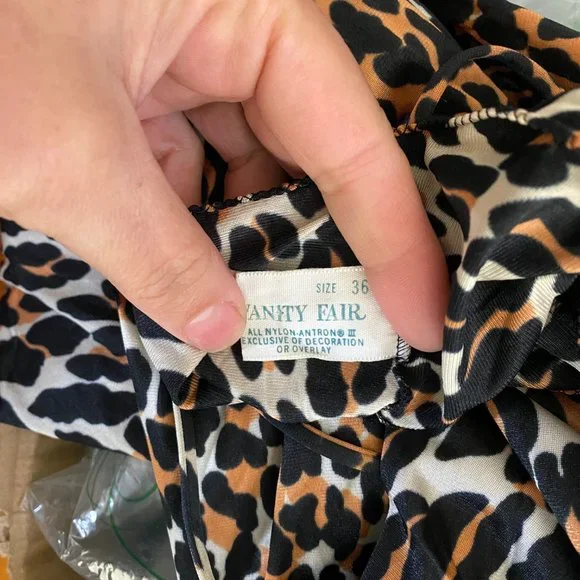 SIZE 36
VANITY FAIR
ALL NYLON-ANTRON® III
EXCLUSIVE OF DECORATION
OR OVERLAY